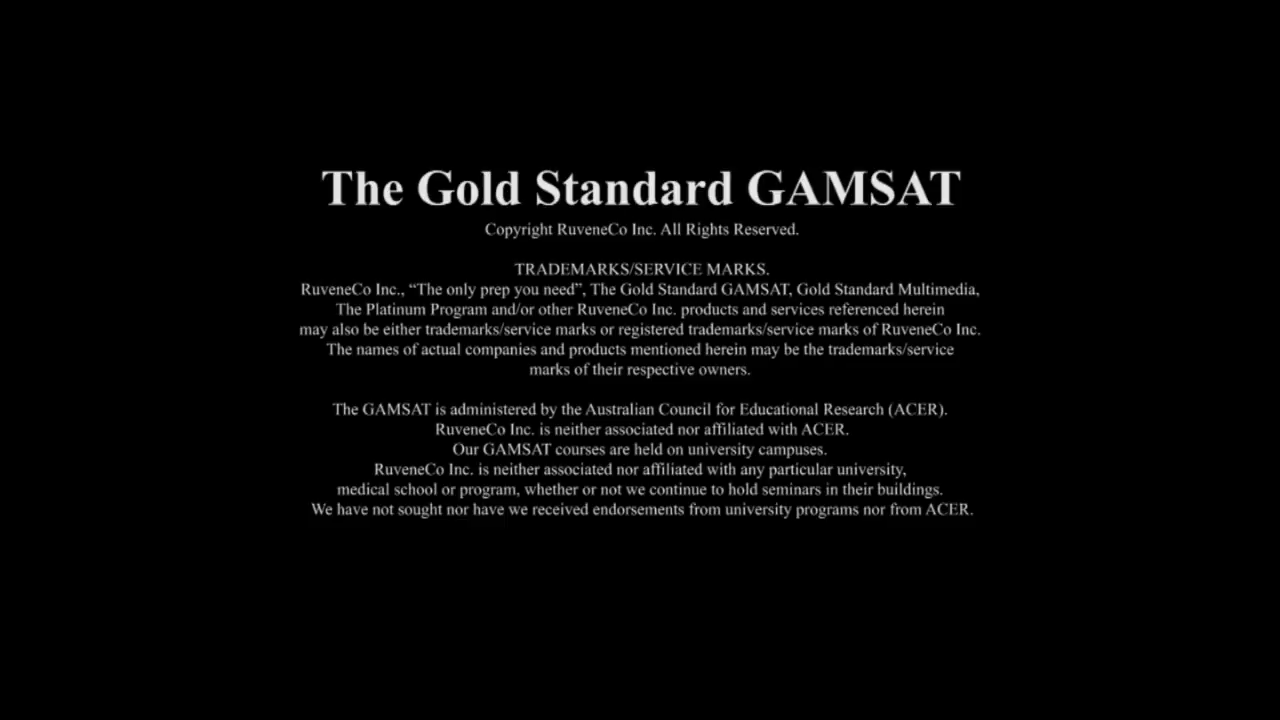 The Gold Standard GAMSAT
Copyright RuveneCo Inc. All Rights Reserved.
TRADEMARKS/SERVICE MARKS.
RuveneCo Inc., “The only prep you need”, The Gold Standard GAMSAT, Gold Standard Multimedia,
The Platinum Program and/or other RuveneCo Inc. products and services referenced herein
may also be either trademarks/service marks or registered trademarks/service marks of RuveneCo Inc.
The names of actual companies and products mentioned herein may be the trademarks/service
marks of their respective owners.
The GAMSAT is administered by the Australian Council for Educational Research (ACER).
RuveneCo Inc. is neither associated nor affiliated with ACER.
Our GAMSAT courses are held on university campuses.
RuveneCo Inc. is neither associated nor affiliated with any particular university,
medical school or program, whether or not we continue to hold seminars in their buildings.
We have not sought nor have we received endorsements from university programs nor from ACER.